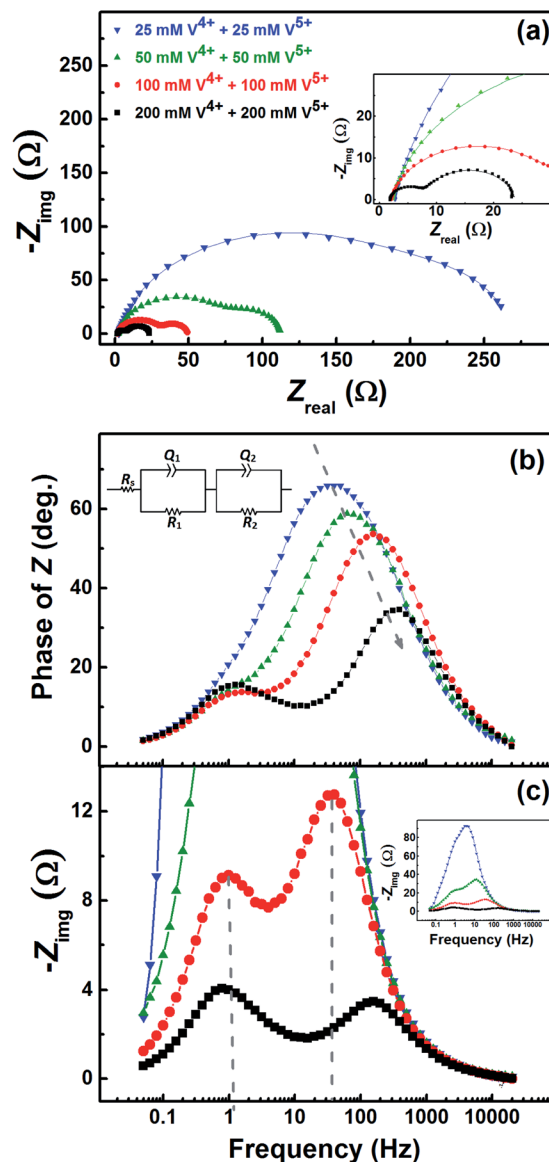 (a)
25 mM V4+ + 25 mM V5+
50 mM V4+ + 50 mM V5+
100 mM V4+ + 100 mM V5+
200 mM V4+ + 200 mM V5+
300
250
200
150
100
50
0
-Zimg (Ω)
0 50 100 150 200 250
Zreal (Ω)
20
10
0
-Zimg (Ω)
0 10 20
Zreal (Ω)
(b)
Rs
Q1
R1
Q2
R2
60
40
20
0
Phase of Z (deg.)
(c)
12
8
4
0
-Zimg (Ω)
80
60
40
20
0
-Zimg (Ω)
0.01 1 100 10000
Frequency (Hz)
0.1 1 10 100 1000 10000
Frequency (Hz)